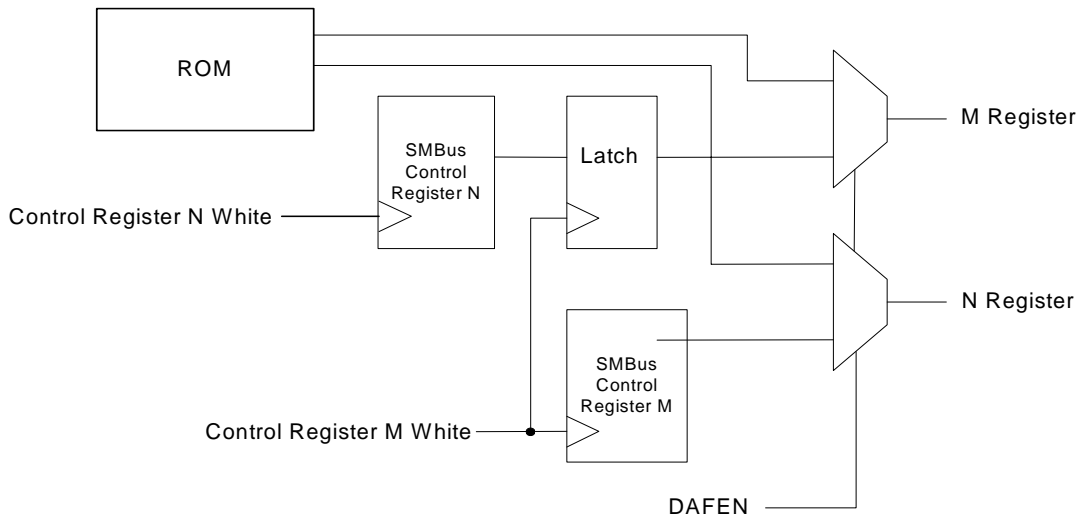 ROM
SMBus
Control
Register N
Latch
M Register
Control Register N White
N Register
SMBus
Control
Register M
Control Register M White
DAFEN